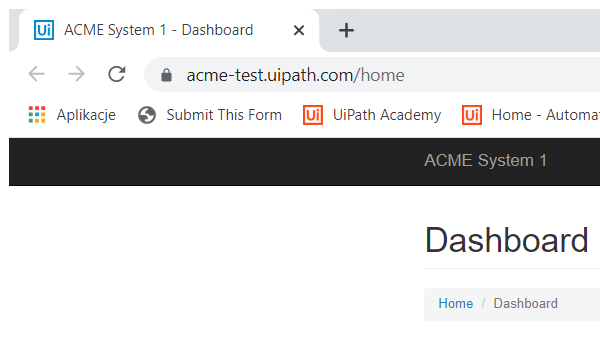 Ui ACME System 1 - Dashboard
acme-test.uipath.com/home
Aplikacje Submit This Form Ui UiPath Academy Ui Home - Automat
ACME System 1
Dashboard
Home / Dashboard